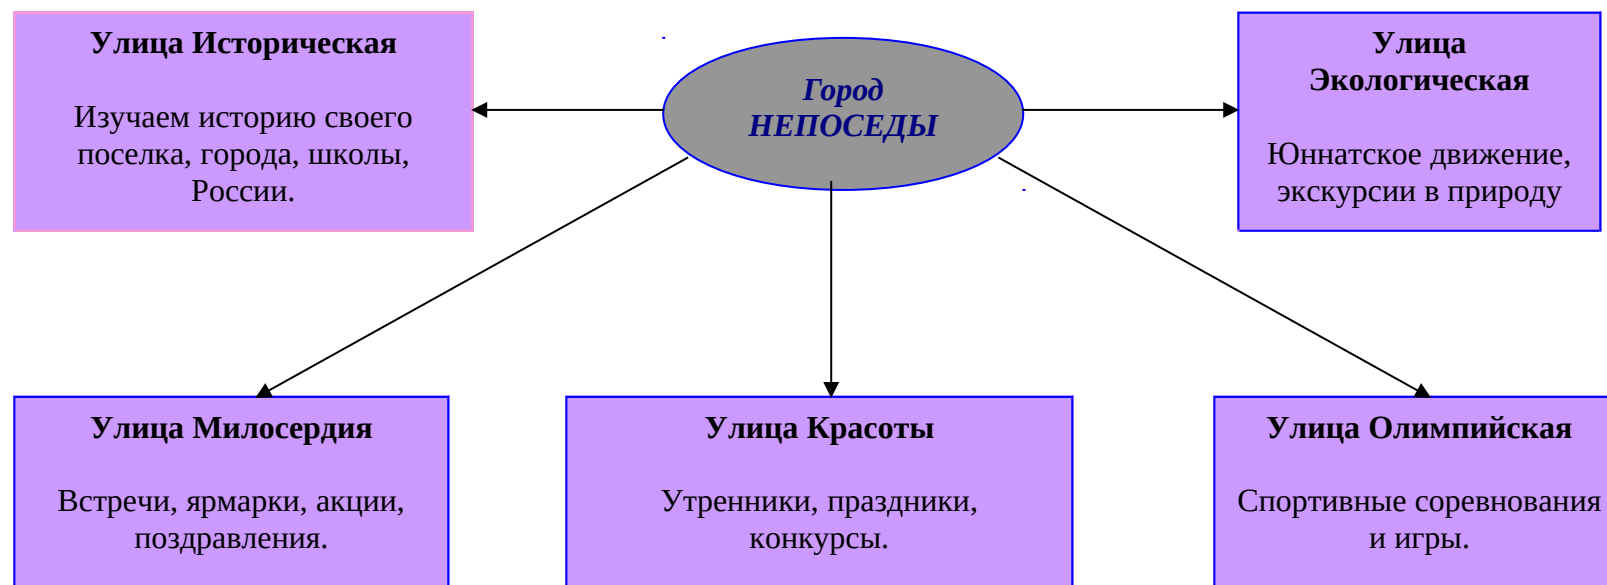 Улица Историческая
Изучаем историю своего
поселка, города, школы,
России.
Город
НЕПОСЕДЫ
Улица
Экологическая
Юннатское движение,
экскурсии в природу
Улица Милосердия
Встречи, ярмарки, акции,
поздравления.
Улица Красоты
Утренники, праздники,
конкурсы.
Улица Олимпийская
Спортивные соревнования
и игры.